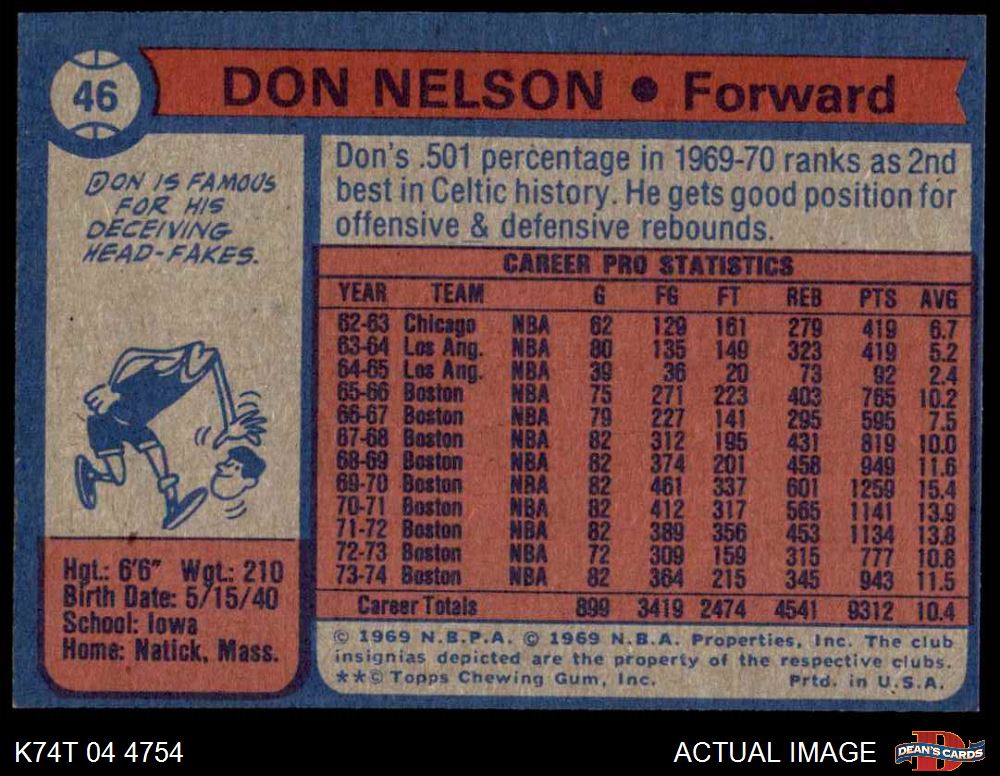 46
DON NELSON • Forward
DON IS FAMOUS
FOR HIS
DECEIVING
HEAD-FAKES.
Don's .501 percentage in 1969-70 ranks as 2nd
best in Celtic history. He gets good position for
offensive & defensive rebounds.
CAREER PRO STATISTICS
YEAR TEAM G FG FT REB PTS AVG
62-63 Chicago NBA 62 129 161 279 419 6.7
63-64 Los Ang. NBA 80 135 149 323 419 5.2
64-65 Los Ang. NBA 39 36 20 73 92 2.4
65-66 Boston NBA 75 271 223 403 765 10.2
66-67 Boston NBA 79 227 141 295 595 7.5
67-68 Boston NBA 82 312 195 431 819 10.0
68-69 Boston NBA 82 374 201 458 949 11.6
69-70 Boston NBA 82 461 337 601 1259 15.4
70-71 Boston NBA 82 412 317 565 1141 13.9
71-72 Boston NBA 82 389 356 453 1134 13.8
72-73 Boston NBA 72 309 159 315 777 10.8
73-74 Boston NBA 82 364 215 345 943 11.5
Career Totals 899 3419 2474 4541 9312 10.4
Hgt.: 6'6" Wgt.: 210
Birth Date: 5/15/40
School: Iowa
Home: Natick, Mass.
© 1969 N.B.P.A. © 1969 N.B.A. Properties, Inc. The club
insignias depicted are the property of the respective clubs.
**© Topps Chewing Gum, Inc. Prtd. in U.S.A.
K74T 04 4754
ACTUAL IMAGE
D
DEAN'S CARDS